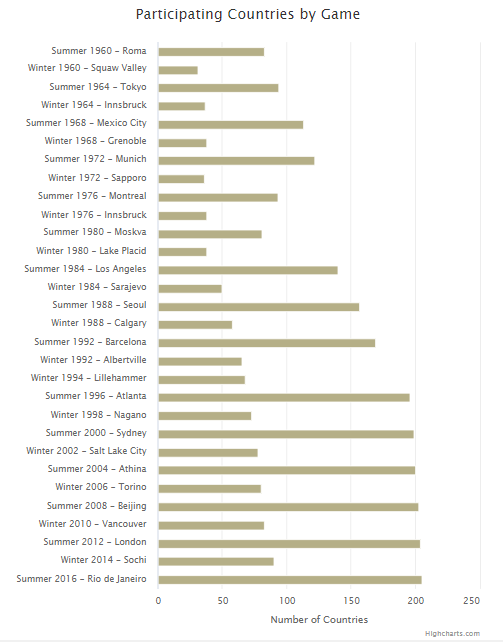 Participating Countries by Game
Summer 1960 – Roma
Winter 1960 – Squaw Valley
Summer 1964 – Tokyo
Winter 1964 – Innsbruck
Summer 1968 – Mexico City
Winter 1968 – Grenoble
Summer 1972 – Munich
Winter 1972 – Sapporo
Summer 1976 – Montreal
Winter 1976 – Innsbruck
Summer 1980 – Moskva
Winter 1980 – Lake Placid
Summer 1984 – Los Angeles
Winter 1984 – Sarajevo
Summer 1988 – Seoul
Winter 1988 – Calgary
Summer 1992 – Barcelona
Winter 1992 – Albertville
Winter 1994 – Lillehammer
Summer 1996 – Atlanta
Winter 1998 – Nagano
Summer 2000 – Sydney
Winter 2002 – Salt Lake City
Summer 2004 – Athina
Winter 2006 – Torino
Summer 2008 – Beijing
Winter 2010 – Vancouver
Summer 2012 – London
Winter 2014 – Sochi
Summer 2016 – Rio de Janeiro
0 50 100 150 200 250
Number of Countries
Highcharts.com